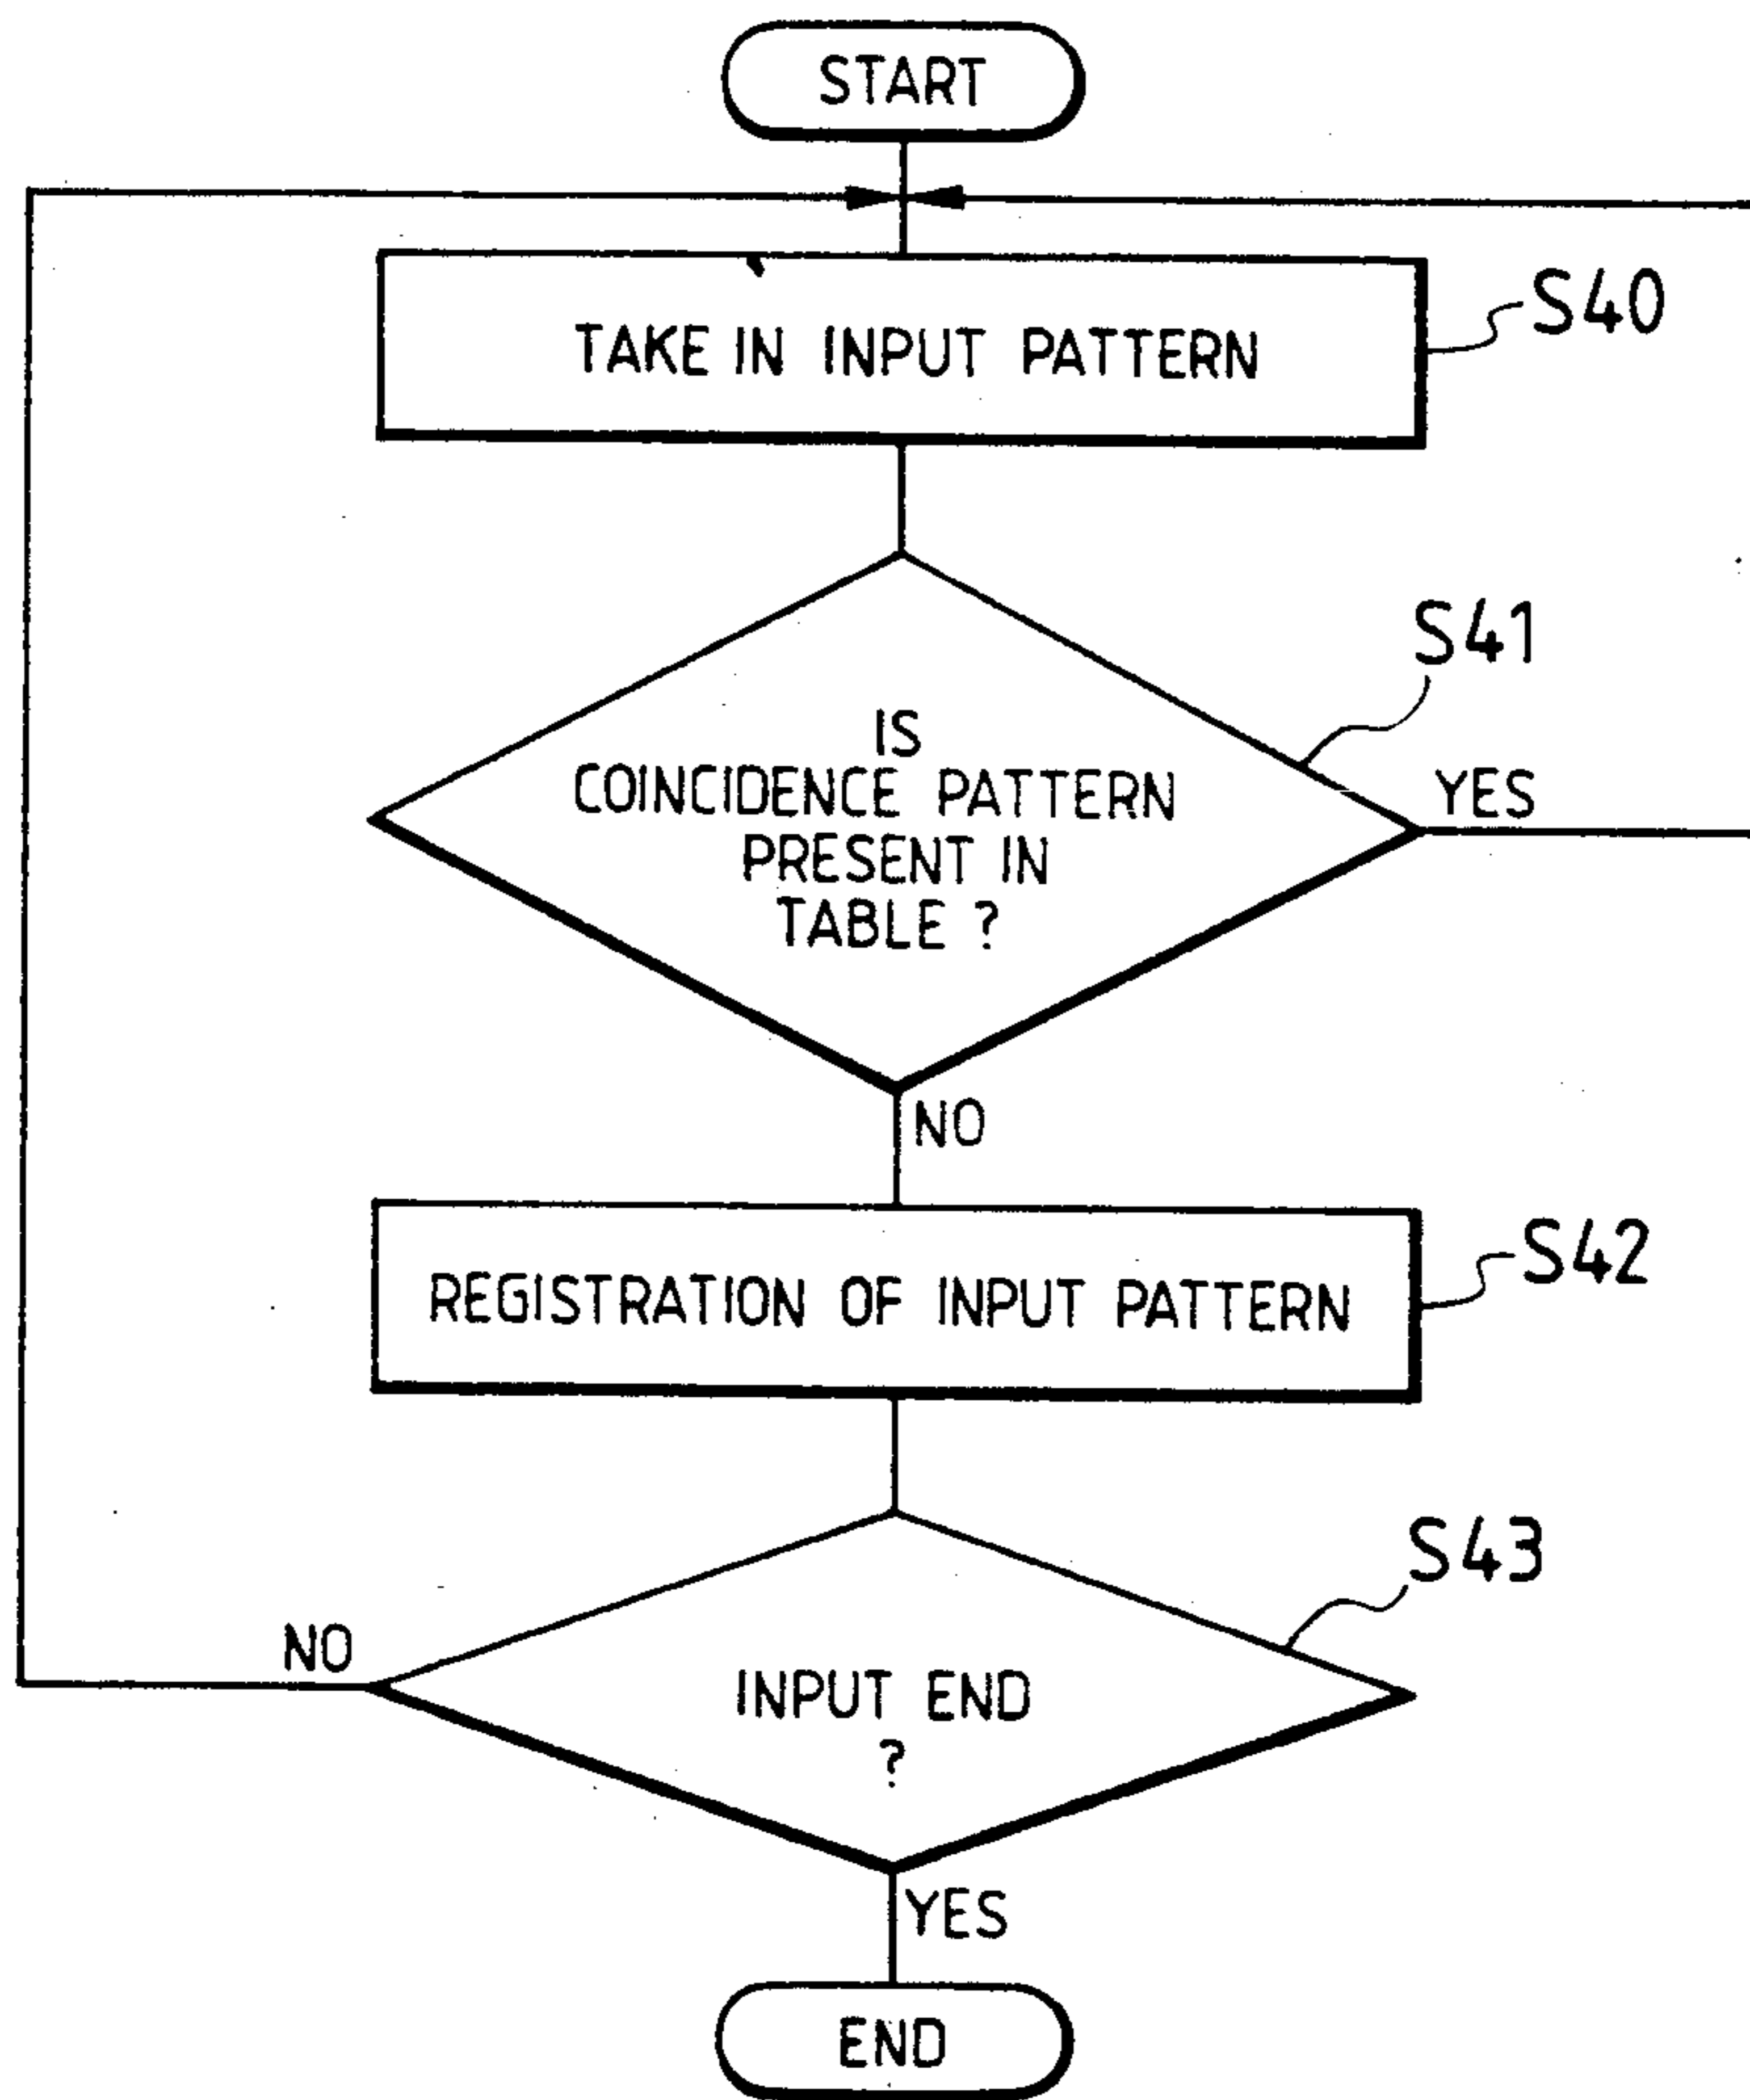 START
TAKE IN INPUT PATTERN
S40
S41
IS
COINCIDENCE PATTERN
PRESENT IN
TABLE ?
YES
NO
REGISTRATION OF INPUT PATTERN
S42
S43
NO
INPUT END
?
YES
END